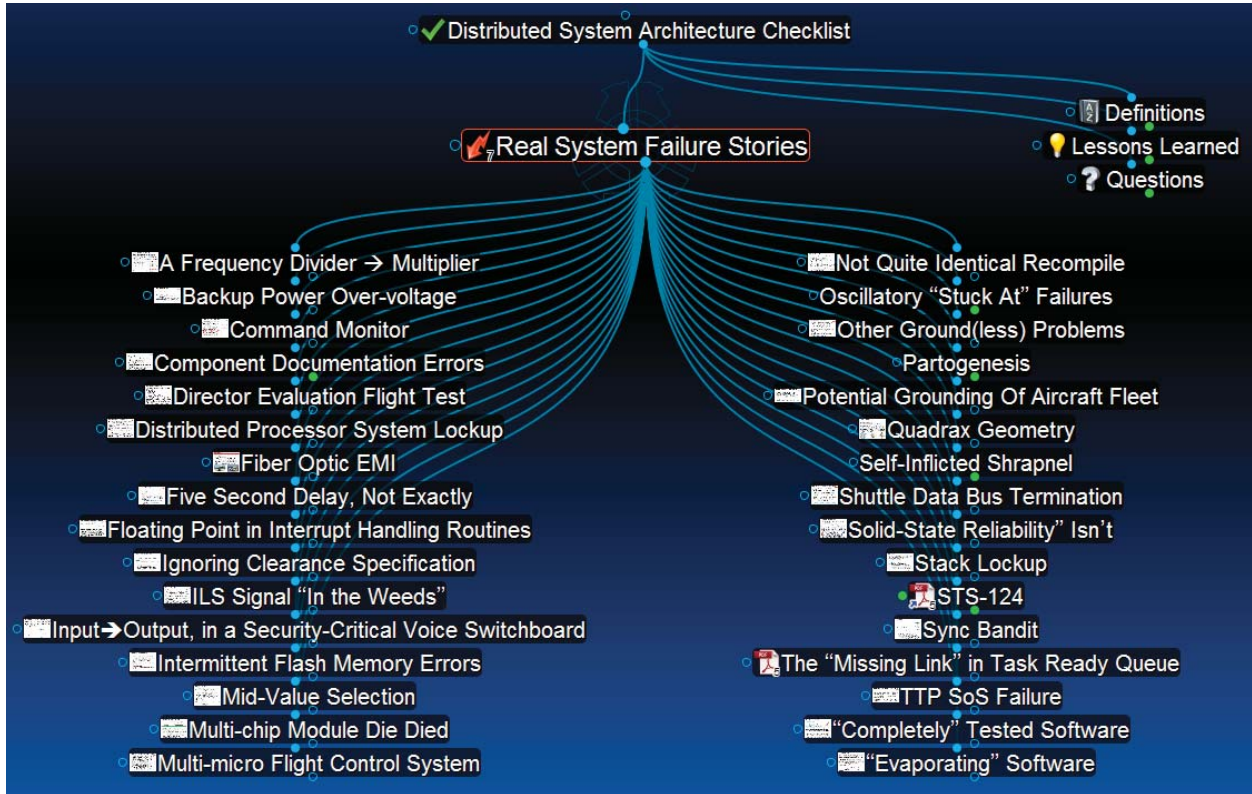 Distributed System Architecture Checklist
Definitions
Real System Failure Stories
Lessons Learned
Questions
A Frequency Divider → Multiplier
Backup Power Over-voltage
Command Monitor
Component Documentation Errors
Director Evaluation Flight Test
Distributed Processor System Lockup
Fiber Optic EMI
Five Second Delay, Not Exactly
Floating Point in Interrupt Handling Routines
Ignoring Clearance Specification
ILS Signal “In the Weeds”
Input➔Output, in a Security-Critical Voice Switchboard
Intermittent Flash Memory Errors
Mid-Value Selection
Multi-chip Module Die Died
Multi-micro Flight Control System
Not Quite Identical Recompile
Oscillatory “Stuck At” Failures
Other Ground(less) Problems
Partogenesis
Potential Grounding Of Aircraft Fleet
Quadrax Geometry
Self-Inflicted Shrapnel
Shuttle Data Bus Termination
Solid-State Reliability” Isn’t
Stack Lockup
STS-124
Sync Bandit
The “Missing Link” in Task Ready Queue
TTP SoS Failure
“Completely” Tested Software
“Evaporating” Software